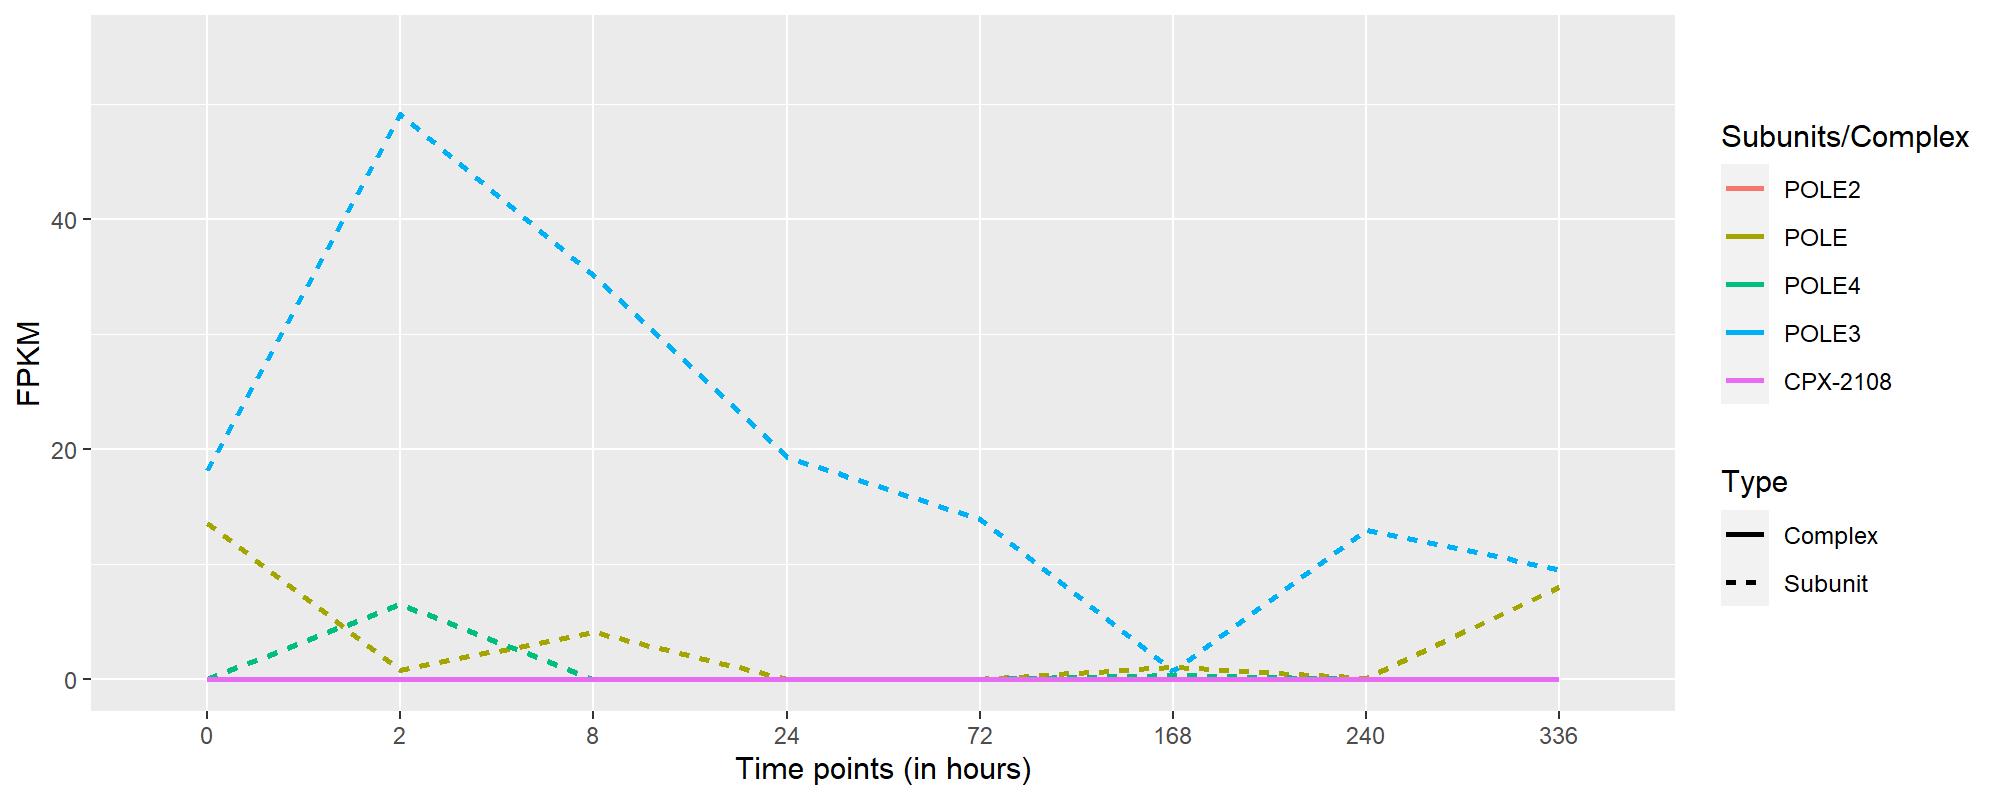 FPKM
40
20
0
0 2 8 24 72 168 240 336
Time points (in hours)
Subunits/Complex
POLE2
POLE
POLE4
POLE3
CPX-2108
Type
Complex
Subunit